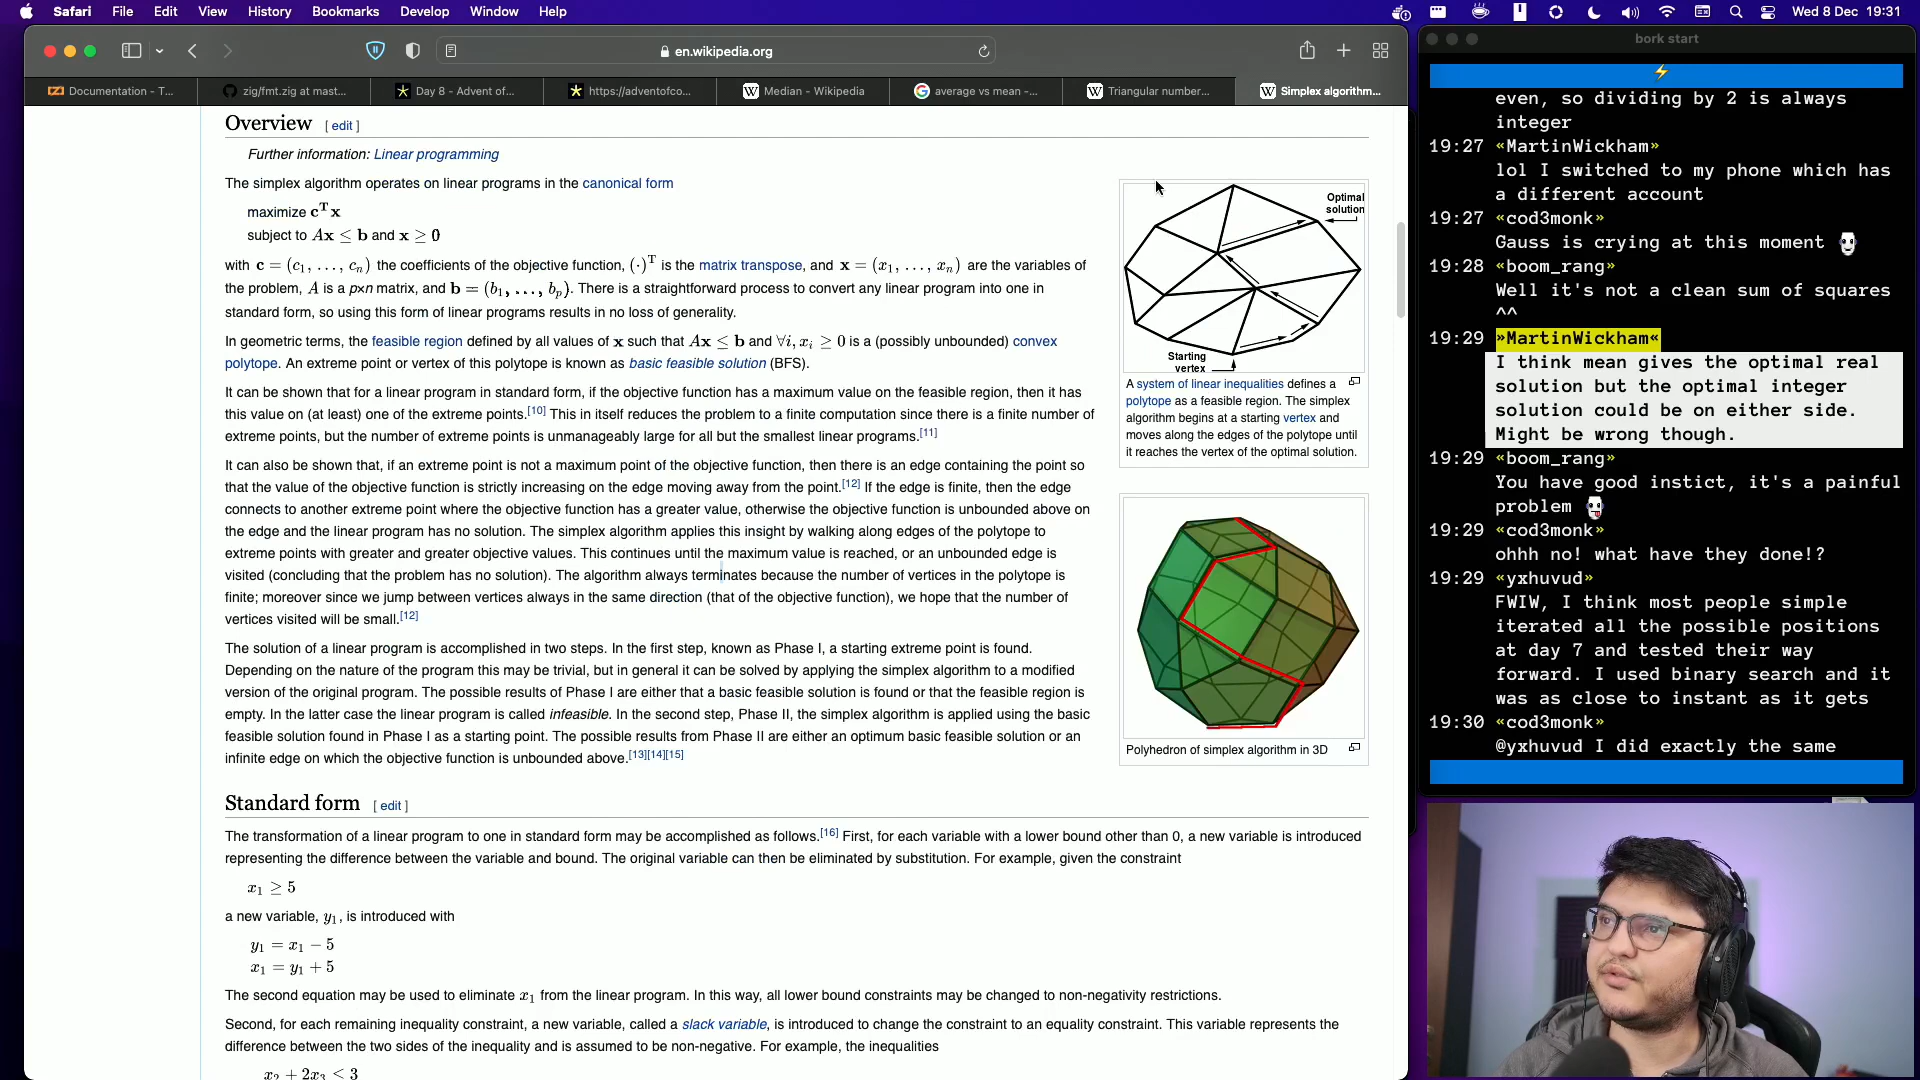 Safari File Edit View History Bookmarks Develop Window Help
Wed 8 Dec 19:31
en.wikipedia.org
Documentation - T...
zig/fmt.zig at mast...
Day 8 - Advent of...
https://adventofco...
Median - Wikipedia
average vs mean -...
Triangular number...
Simplex algorithm...
Overview [ edit ]
Further information: Linear programming
The simplex algorithm operates on linear programs in the canonical form
maximize cᵀx
subject to Ax ≤ b and x ≥ 0
with c = (c₁, ..., cₙ) the coefficients of the objective function, (·)ᵀ is the matrix transpose, and x = (x₁, ..., xₙ) are the variables of
the problem, A is a p×n matrix, and b = (b₁, ..., bₚ). There is a straightforward process to convert any linear program into one in
standard form, so using this form of linear programs results in no loss of generality.
In geometric terms, the feasible region defined by all values of x such that Ax ≤ b and ∀i, xᵢ ≥ 0 is a (possibly unbounded) convex
polytope. An extreme point or vertex of this polytope is known as basic feasible solution (BFS).
It can be shown that for a linear program in standard form, if the objective function has a maximum value on the feasible region, then it has
this value on (at least) one of the extreme points.[10] This in itself reduces the problem to a finite computation since there is a finite number of
extreme points, but the number of extreme points is unmanageably large for all but the smallest linear programs.[11]
It can also be shown that, if an extreme point is not a maximum point of the objective function, then there is an edge containing the point so
that the value of the objective function is strictly increasing on the edge moving away from the point.[12] If the edge is finite, then the edge
connects to another extreme point where the objective function has a greater value, otherwise the objective function is unbounded above on
the edge and the linear program has no solution. The simplex algorithm applies this insight by walking along edges of the polytope to
extreme points with greater and greater objective values. This continues until the maximum value is reached, or an unbounded edge is
visited (concluding that the problem has no solution). The algorithm always terminates because the number of vertices in the polytope is
finite; moreover since we jump between vertices always in the same direction (that of the objective function), we hope that the number of
vertices visited will be small.[12]
The solution of a linear program is accomplished in two steps. In the first step, known as Phase I, a starting extreme point is found.
Depending on the nature of the program this may be trivial, but in general it can be solved by applying the simplex algorithm to a modified
version of the original program. The possible results of Phase I are either that a basic feasible solution is found or that the feasible region is
empty. In the latter case the linear program is called infeasible. In the second step, Phase II, the simplex algorithm is applied using the basic
feasible solution found in Phase I as a starting point. The possible results from Phase II are either an optimum basic feasible solution or an
infinite edge on which the objective function is unbounded above.[13][14][15]
Optimal
solution
Starting
vertex
A system of linear inequalities defines a
polytope as a feasible region. The simplex
algorithm begins at a starting vertex and
moves along the edges of the polytope until
it reaches the vertex of the optimal solution.
Polyhedron of simplex algorithm in 3D
Standard form [ edit ]
The transformation of a linear program to one in standard form may be accomplished as follows.[16] First, for each variable with a lower bound other than 0, a new variable is introduced
representing the difference between the variable and bound. The original variable can then be eliminated by substitution. For example, given the constraint
x₁ ≥ 5
a new variable, y₁, is introduced with
y₁ = x₁ − 5
x₁ = y₁ + 5
The second equation may be used to eliminate x₁ from the linear program. In this way, all lower bound constraints may be changed to non-negativity restrictions.
Second, for each remaining inequality constraint, a new variable, called a slack variable, is introduced to change the constraint to an equality constraint. This variable represents the
difference between the two sides of the inequality and is assumed to be non-negative. For example, the inequalities
x₂ + 2x₃ ≤ 3
bork start
even, so dividing by 2 is always
integer
19:27 «MartinWickham»
lol I switched to my phone which has
a different account
19:27 «cod3monk»
Gauss is crying at this moment
19:28 «boom_rang»
Well it's not a clean sum of squares
^^
19:29 »MartinWickham«
I think mean gives the optimal real
solution but the optimal integer
solution could be on either side.
Might be wrong though.
19:29 «boom_rang»
You have good instict, it's a painful
problem
19:29 «cod3monk»
ohhh no! what have they done!?
19:29 «yxhuvud»
FWIW, I think most people simple
iterated all the possible positions
at day 7 and tested their way
forward. I used binary search and it
was as close to instant as it gets
19:30 «cod3monk»
@yxhuvud I did exactly the same